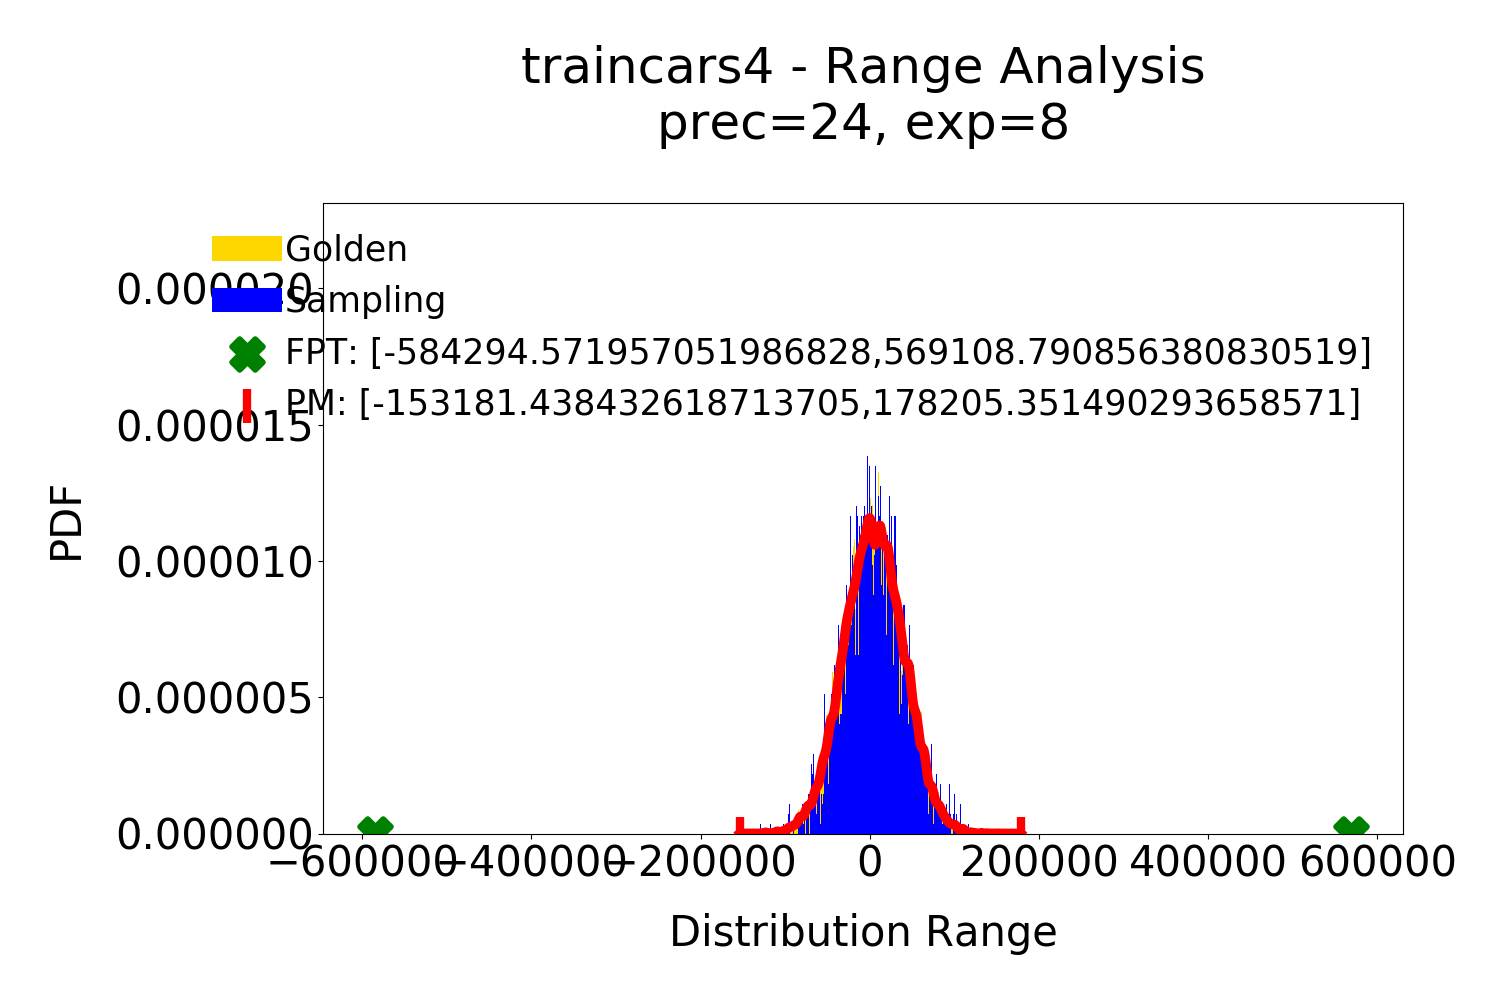 traincars4 - Range Analysis
prec=24, exp=8
Golden
0.000020
Sampling
FPT: [-584294.571957051986828,569108.790856380830519]
PM: [-153181.438432618713705,178205.351490293658571]
0.000015
PDF
0.000010
0.000005
0.000000
−600000 −400000 −200000 0 200000 400000 600000
Distribution Range